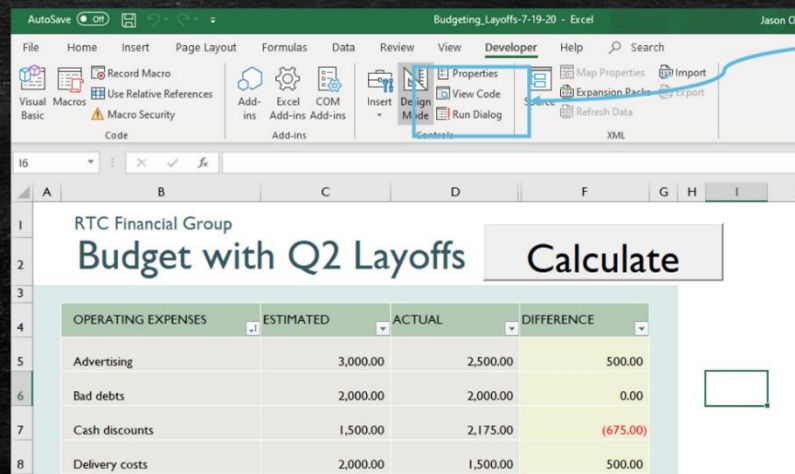 AutoSave Off Budgeting_Layoffs-7-19-20 - Excel Jason O
File Home Insert Page Layout Formulas Data Review View Developer Help Search
Visual Basic
Macros
Record Macro
Use Relative References
Macro Security
Code
Add-ins
Excel Add-ins
COM Add-ins
Add-ins
Insert
Design Mode
Properties
View Code
Run Dialog
Controls
Source
Map Properties
Expansion Packs
Refresh Data
Import
Export
XML
I6 fx
A B C D F G H I
1 RTC Financial Group
2 Budget with Q2 Layoffs Calculate
3
4 OPERATING EXPENSES ESTIMATED ACTUAL DIFFERENCE
5 Advertising 3,000.00 2,500.00 500.00
6 Bad debts 2,000.00 2,000.00 0.00
7 Cash discounts 1,500.00 2,175.00 (675.00)
8 Delivery costs 2,000.00 1,500.00 500.00